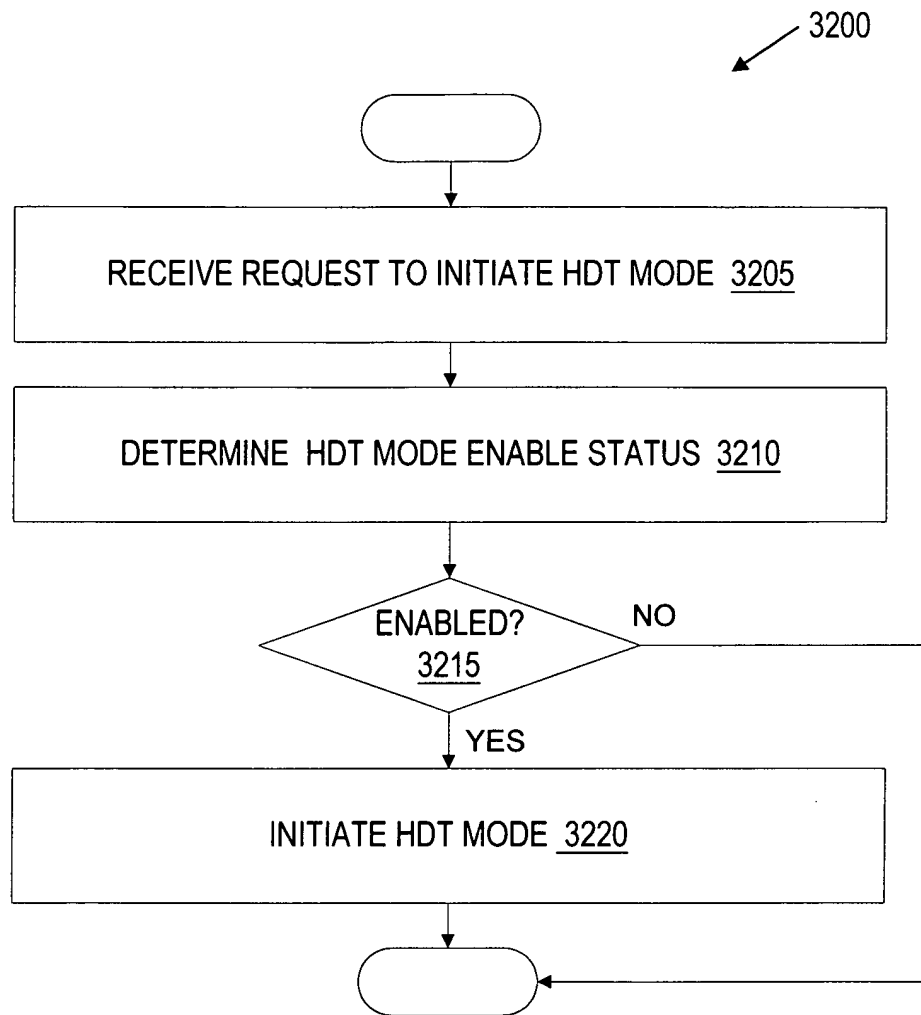 3200
RECEIVE REQUEST TO INITIATE HDT MODE 3205
DETERMINE HDT MODE ENABLE STATUS 3210
ENABLED?
3215
NO
YES
INITIATE HDT MODE 3220